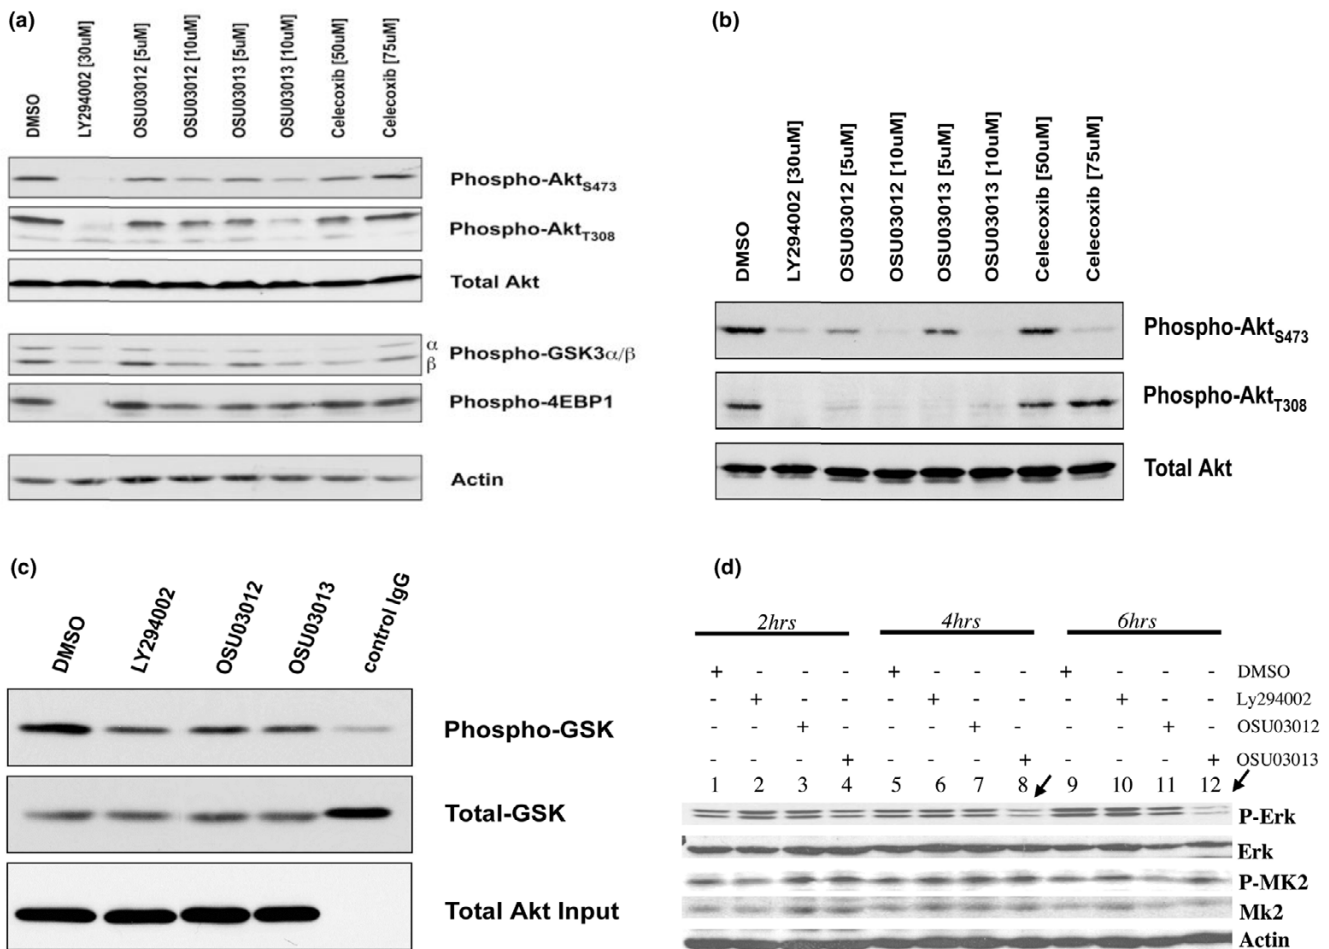 (a)
DMSO
LY294002 [30uM]
OSU03012 [5uM]
OSU03012 [10uM]
OSU03013 [5uM]
OSU03013 [10uM]
Celecoxib [50uM]
Celecoxib [75uM]
Phospho-AktS473
Phospho-AktT308
Total Akt
α
β
Phospho-GSK3α/β
Phospho-4EBP1
Actin
(b)
DMSO
LY294002 [30uM]
OSU03012 [5uM]
OSU03012 [10uM]
OSU03013 [5uM]
OSU03013 [10uM]
Celecoxib [50uM]
Celecoxib [75uM]
Phospho-AktS473
Phospho-AktT308
Total Akt
(c)
DMSO
LY294002
OSU03012
OSU03013
control IgG
Phospho-GSK
Total-GSK
Total Akt Input
(d)
2hrs 4hrs 6hrs
+ - - - + - - - + - - - DMSO
- + - - - + - - - + - - Ly294002
- - + - - - + - - - + - OSU03012
- - - + - - - + - - - + OSU03013
1 2 3 4 5 6 7 8 9 10 11 12
P-Erk
Erk
P-MK2
Mk2
Actin